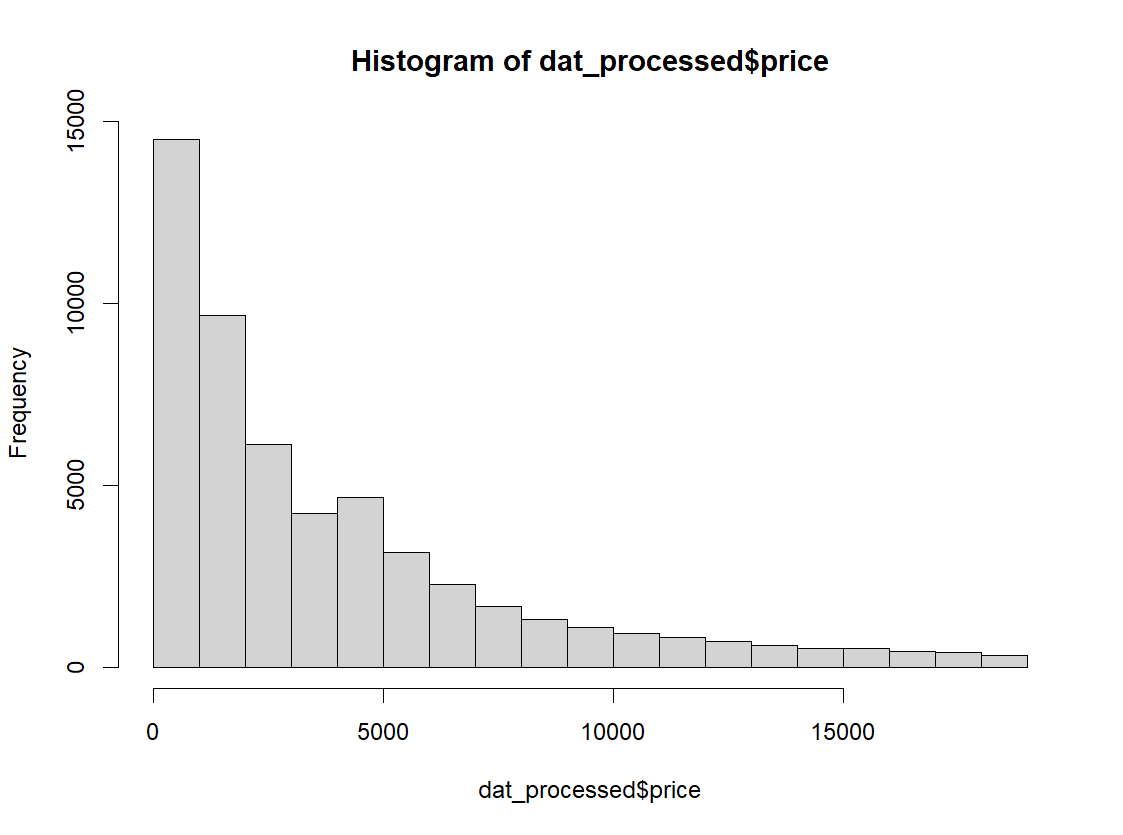 Histogram of dat_processed$price
Frequency
15000
10000
5000
0
0 5000 10000 15000
dat_processed$price